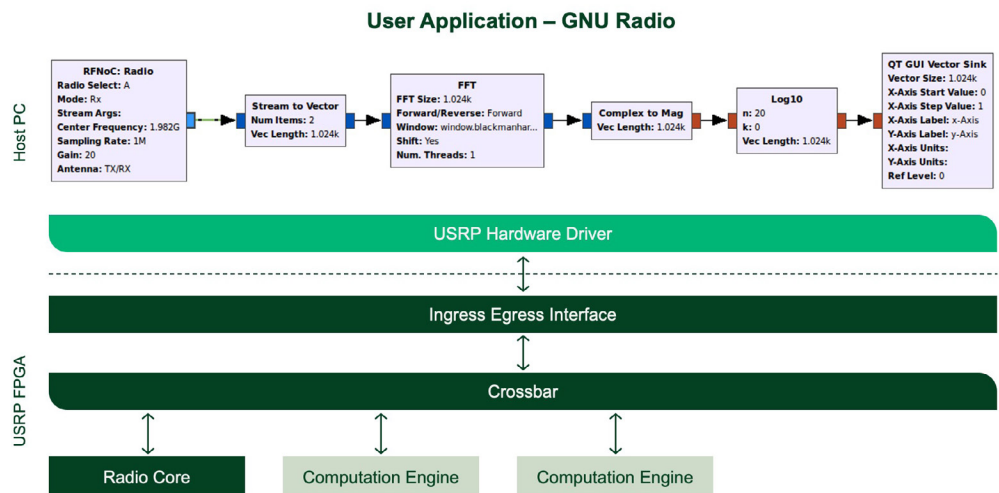 User Application – GNU Radio
Host PC
RFNoC: Radio
Radio Select: A
Mode: Rx
Stream Args:
Center Frequency: 1.982G
Sampling Rate: 1M
Gain: 20
Antenna: TX/RX
Stream to Vector
Num Items: 2
Vec Length: 1.024k
FFT
FFT Size: 1.024k
Forward/Reverse: Forward
Window: window.blackmanhar...
Shift: Yes
Num. Threads: 1
Complex to Mag
Vec Length: 1.024k
Log10
n: 20
k: 0
Vec Length: 1.024k
QT GUI Vector Sink
Vector Size: 1.024k
X-Axis Start Value: 0
X-Axis Step Value: 1
X-Axis Label: x-Axis
Y-Axis Label: y-Axis
X-Axis Units:
Y-Axis Units:
Ref Level: 0
USRP Hardware Driver
USRP FPGA
Ingress Egress Interface
Crossbar
Radio Core
Computation Engine
Computation Engine